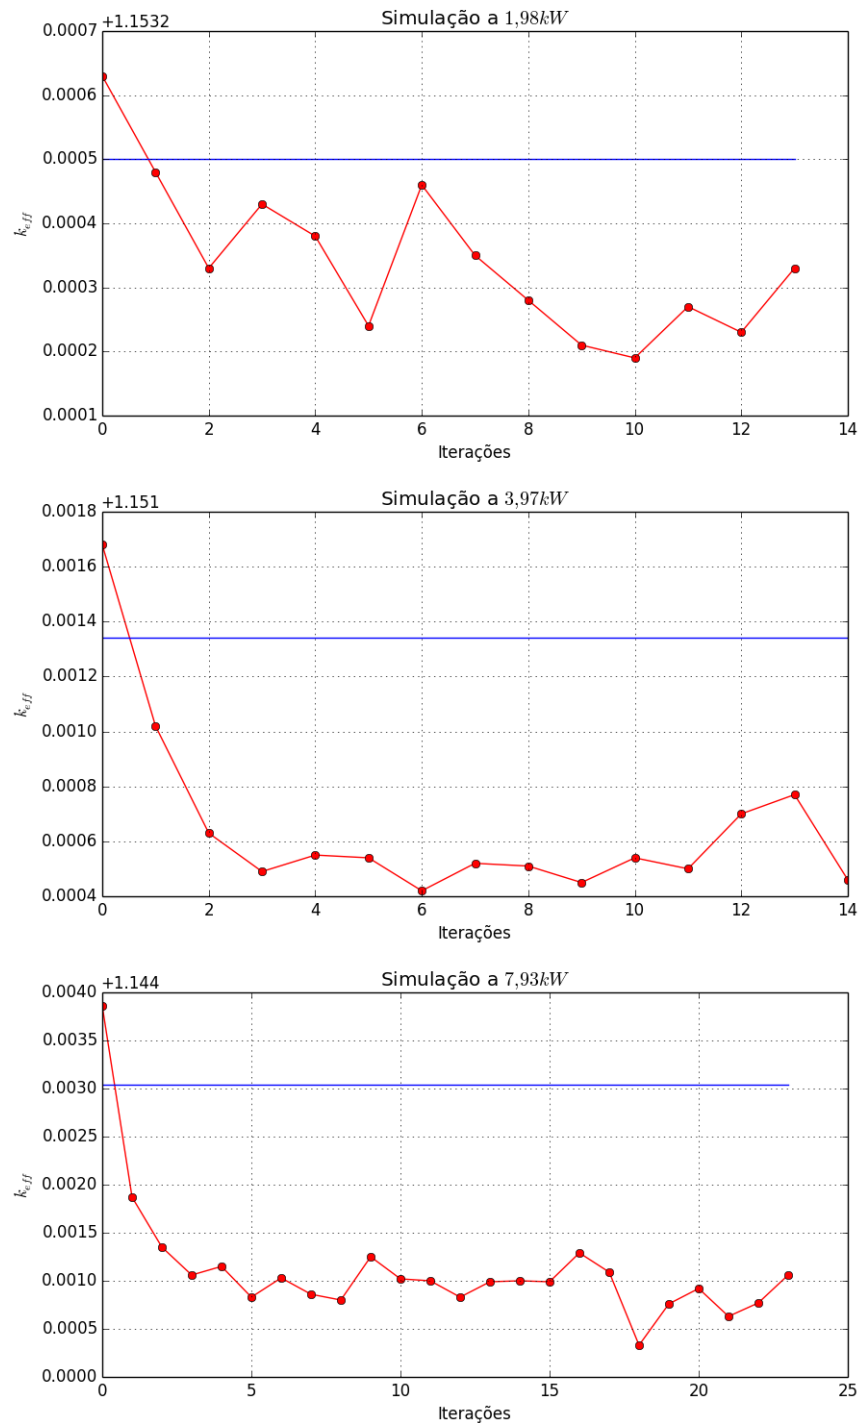 Simulação a 1,98kW
+1.1532
0.0007
0.0006
0.0005
0.0004
0.0003
0.0002
0.0001
k_eff
0 2 4 6 8 10 12 14
Iterações
Simulação a 3,97kW
+1.151
0.0018
0.0016
0.0014
0.0012
0.0010
0.0008
0.0006
0.0004
k_eff
0 2 4 6 8 10 12 14
Iterações
Simulação a 7,93kW
+1.144
0.0040
0.0035
0.0030
0.0025
0.0020
0.0015
0.0010
0.0005
0.0000
k_eff
0 5 10 15 20 25
Iterações